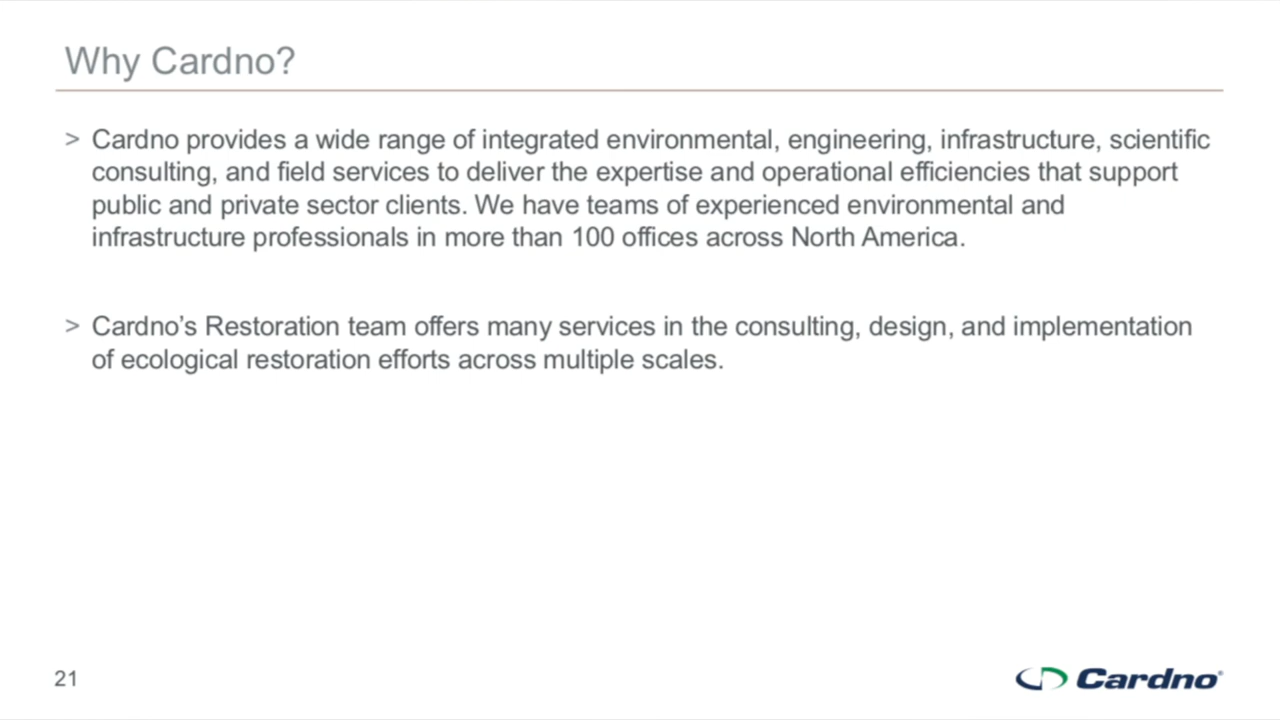 Why Cardno?
> Cardno provides a wide range of integrated environmental, engineering, infrastructure, scientific
consulting, and field services to deliver the expertise and operational efficiencies that support
public and private sector clients. We have teams of experienced environmental and
infrastructure professionals in more than 100 offices across North America.
> Cardno’s Restoration team offers many services in the consulting, design, and implementation
of ecological restoration efforts across multiple scales.
21
Cardno®